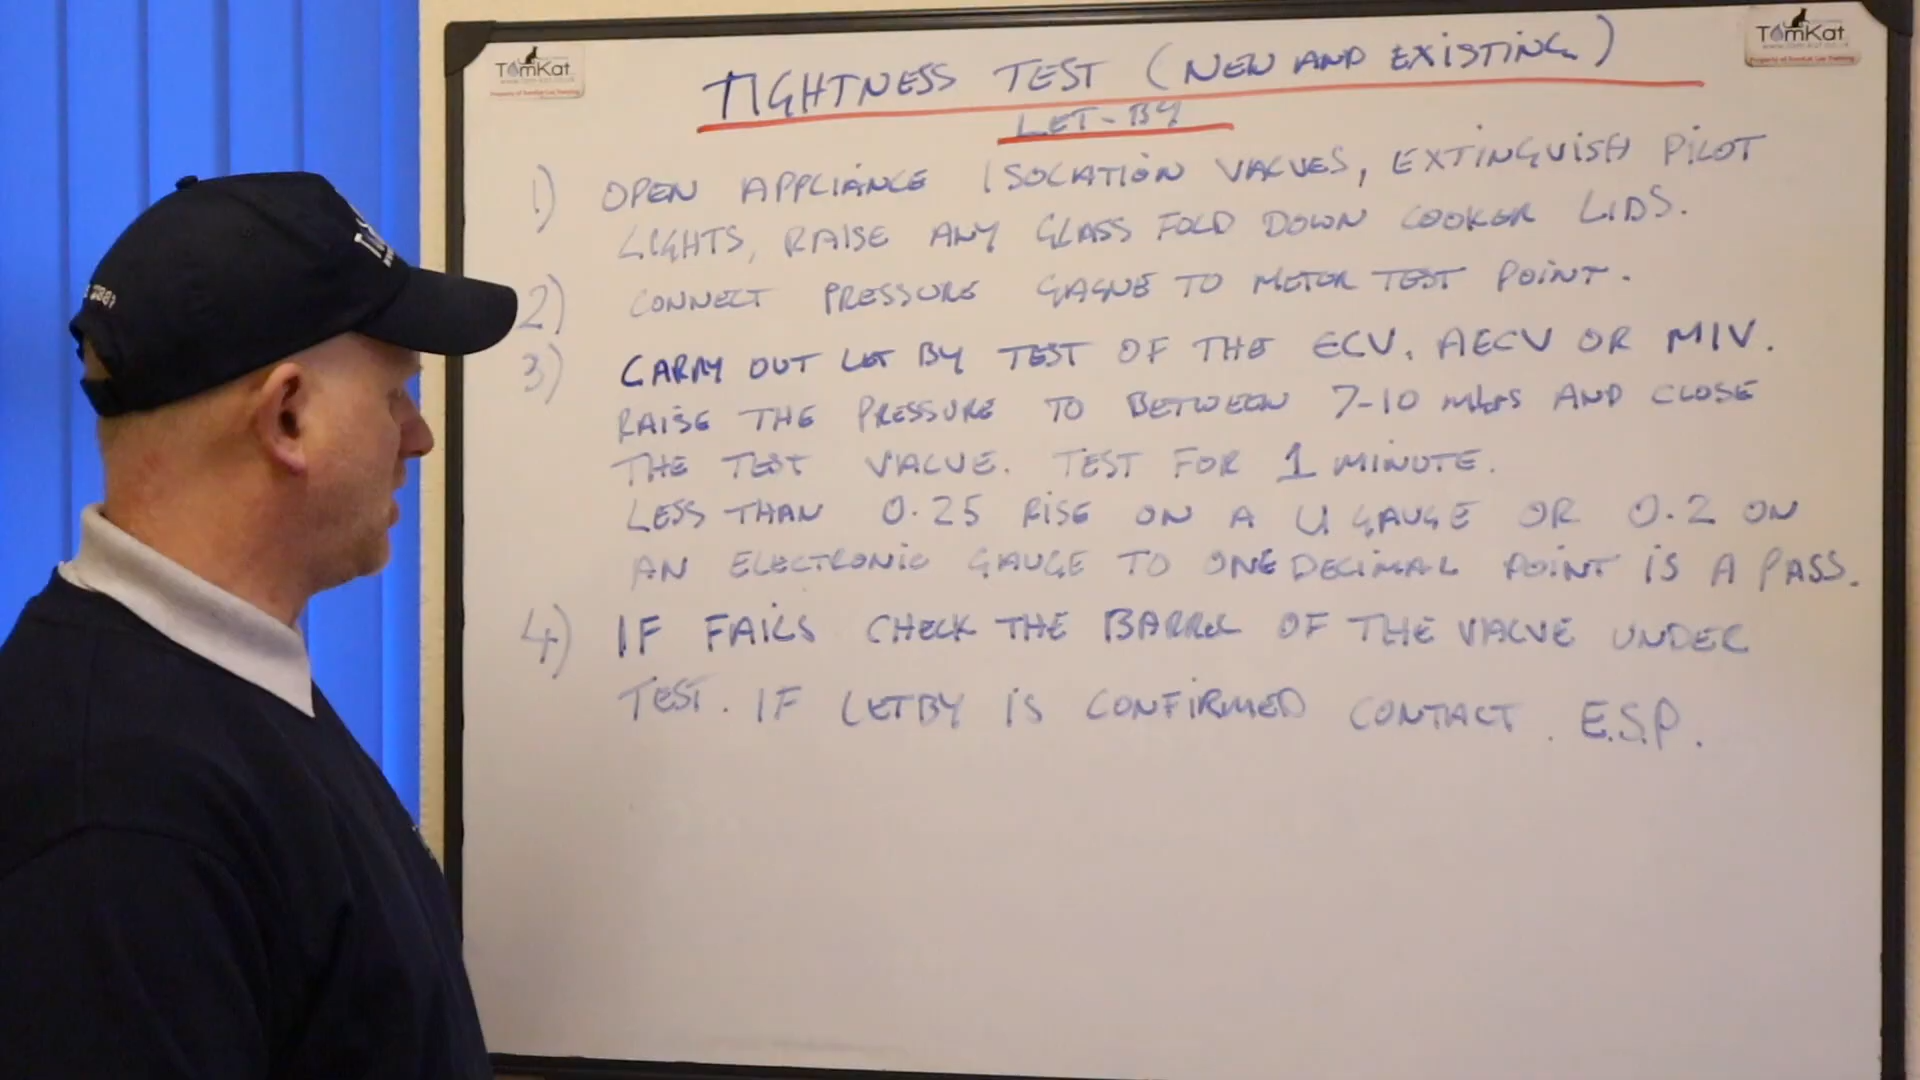 TomKat
TomKat
TIGHTNESS TEST (NEW AND EXISTING)
LET-BY
1) OPEN APPLIANCE ISOLATION VALVES, EXTINGUISH PILOT
LIGHTS, RAISE ANY GLASS FOLD DOWN COOKER LIDS.
2) CONNECT PRESSURE GAGUE TO METER TEST POINT.
3) CARRY OUT LET BY TEST OF THE ECV, AECV OR MIV.
RAISE THE PRESSURE TO BETWEEN 7-10 mbars AND CLOSE
THE TEST VALVE. TEST FOR 1 MINUTE.
LESS THAN 0.25 RISE ON A U GAUGE OR 0.2 ON
AN ELECTRONIC GAUGE TO ONE DECIMAL POINT IS A PASS.
4) IF FAILS CHECK THE BARREL OF THE VALVE UNDER
TEST. IF LETBY IS CONFIRMED CONTACT. E.S.P.